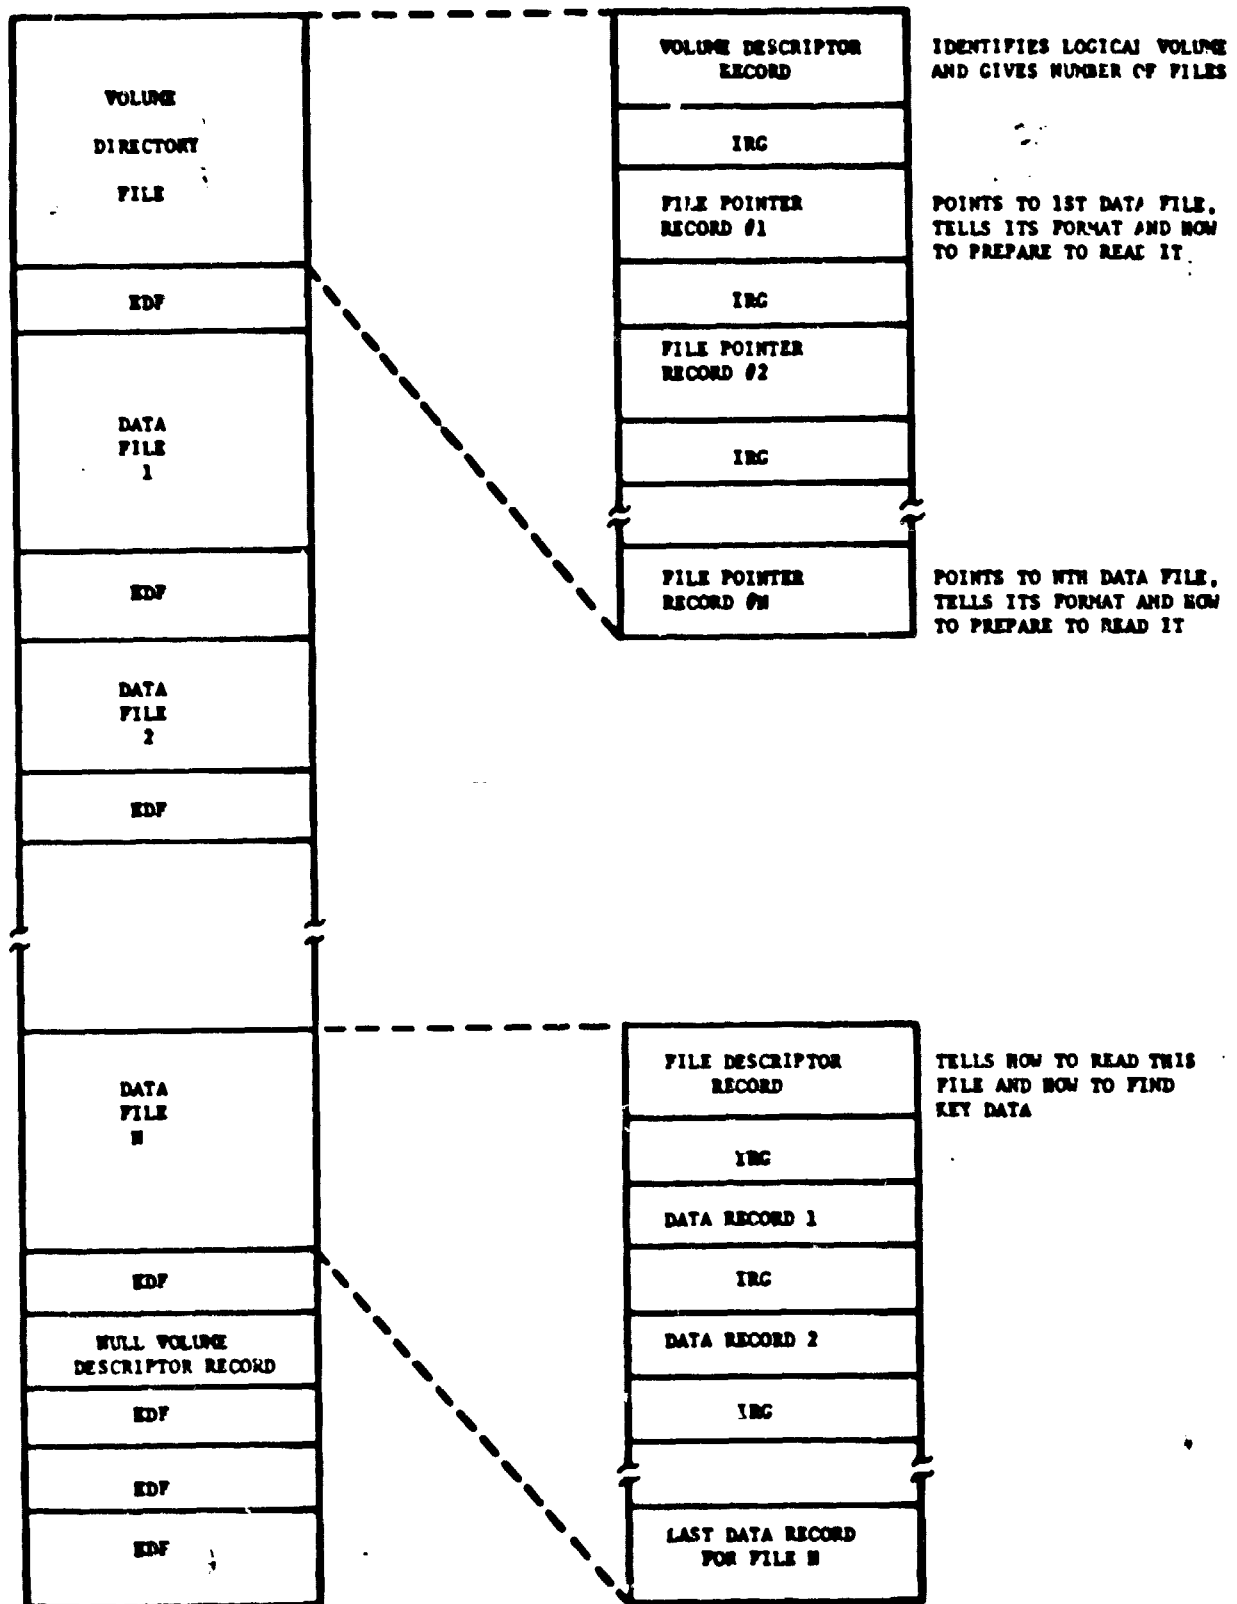 VOLUME
DIRECTORY
FILE
EOF
DATA
FILE
1
EOF
DATA
FILE
2
EOF
DATA
FILE
N
EOF
NULL VOLUME
DESCRIPTOR RECORD
EOF
EOF
EOF
VOLUME DESCRIPTOR
RECORD
IRG
FILE POINTER
RECORD #1
IRG
FILE POINTER
RECORD #2
IRG
FILE POINTER
RECORD #N
IDENTIFIES LOGICAL VOLUME
AND GIVES NUMBER OF FILES
POINTS TO 1ST DATA FILE,
TELLS ITS FORMAT AND HOW
TO PREPARE TO READ IT
POINTS TO NTH DATA FILE,
TELLS ITS FORMAT AND HOW
TO PREPARE TO READ IT
FILE DESCRIPTOR
RECORD
IRG
DATA RECORD 1
IRG
DATA RECORD 2
IRG
LAST DATA RECORD
FOR FILE N
TELLS HOW TO READ THIS
FILE AND HOW TO FIND
KEY DATA